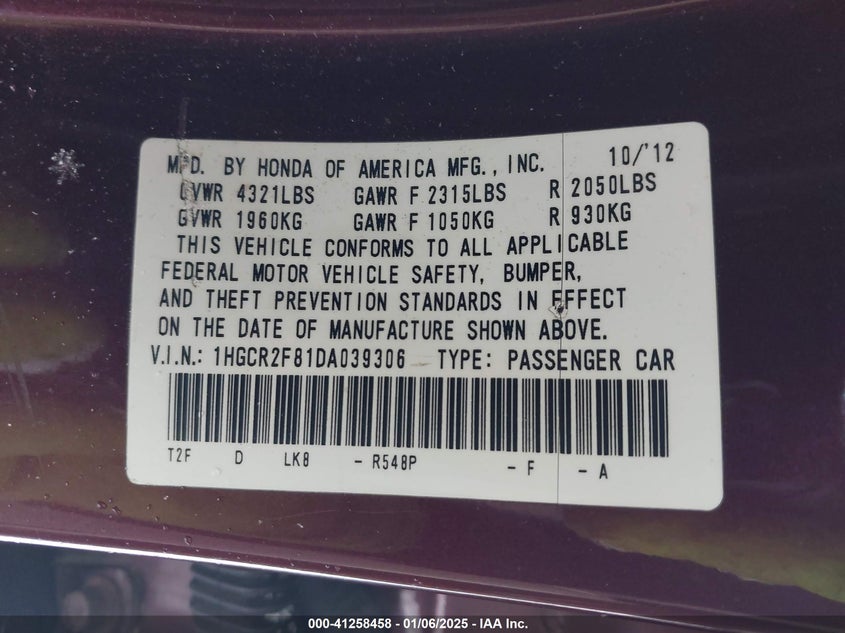 MFD. BY HONDA OF AMERICA MFG., INC. 10/'12
GVWR 4321LBS GAWR F 2315LBS R 2050LBS
GVWR 1960KG GAWR F 1050KG R 930KG
THIS VEHICLE CONFORMS TO ALL APPLICABLE
FEDERAL MOTOR VEHICLE SAFETY, BUMPER,
AND THEFT PREVENTION STANDARDS IN EFFECT
ON THE DATE OF MANUFACTURE SHOWN ABOVE.
V.I.N.: 1HGCR2F81DA039306 TYPE: PASSENGER CAR
T2F D LK8 - R548P - F - A
000-41258458 - 01/06/2025 - IAA Inc.